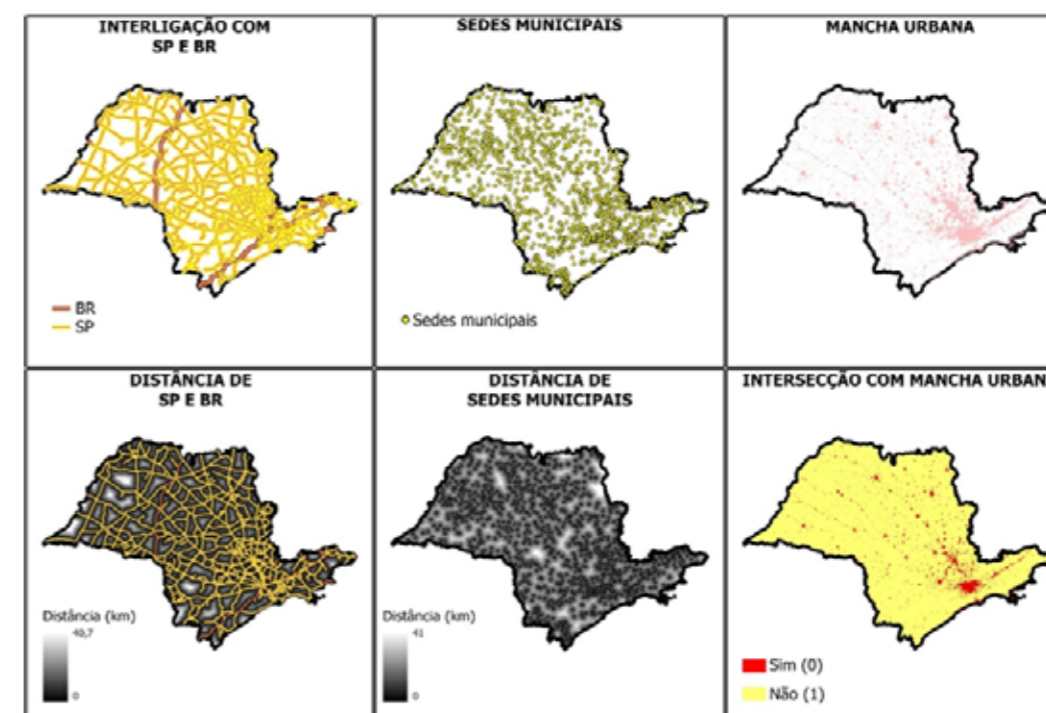 INTERLIGAÇÃO COM
SP E BR
BR
SP
SEDES MUNICIPAIS
Sedes municipais
MANCHA URBANA
DISTÂNCIA DE
SP E BR
Distância (km)
40,7
0
DISTÂNCIA DE
SEDES MUNICIPAIS
Distância (km)
41
0
INTERSECÇÃO COM MANCHA URBAN
Sim (0)
Não (1)